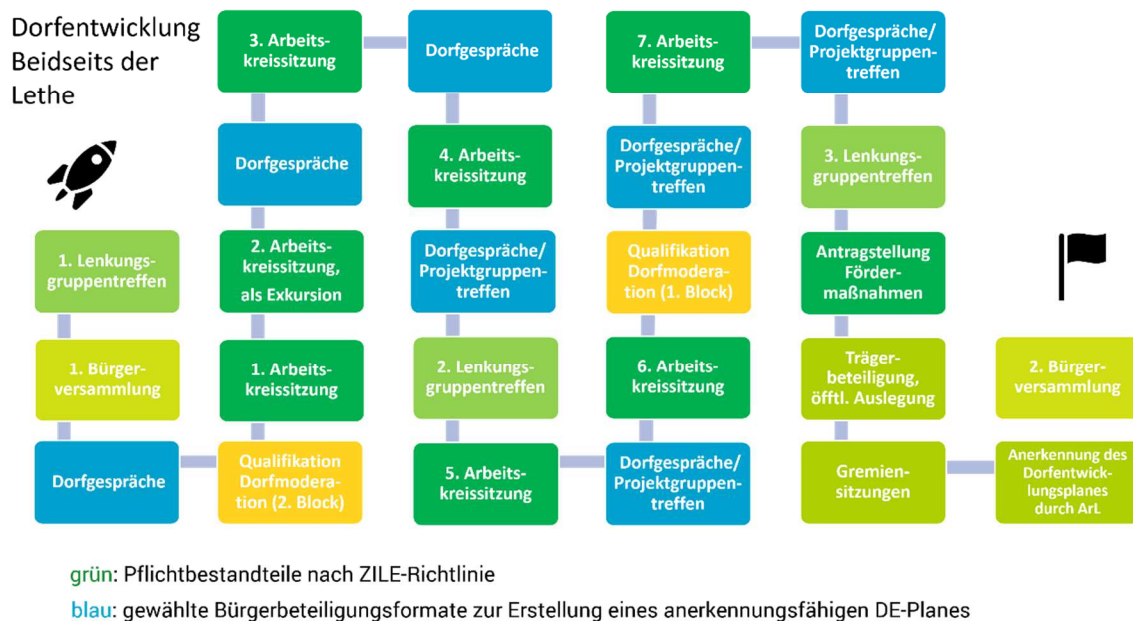 Dorfentwicklung
Beidseits der
Lethe
1. Lenkungs-
gruppentreffen
1. Bürger-
versammlung
Dorfgespräche
Qualifikation
Dorfmodera-
tion (2. Block)
1. Arbeits-
kreissitzung
2. Arbeits-
kreissitzung,
als Exkursion
Dorfgespräche
3. Arbeits-
kreissitzung
Dorfgespräche
4. Arbeits-
kreissitzung
Dorfgespräche/
Projektgruppen-
treffen
2. Lenkungs-
gruppentreffen
5. Arbeits-
kreissitzung
Dorfgespräche/
Projektgruppen-
treffen
6. Arbeits-
kreissitzung
Qualifikation
Dorfmodera-
tion (1. Block)
Dorfgespräche/
Projektgruppen-
treffen
7. Arbeits-
kreissitzung
Dorfgespräche/
Projektgruppen-
treffen
3. Lenkungs-
gruppentreffen
Antragstellung
Förder-
maßnahmen
Träger-
beteiligung,
öfftl. Auslegung
Gremien-
sitzungen
Anerkennung des
Dorfentwick-
lungsplanes
durch ArL
2. Bürger-
versammlung
grün: Pflichtbestandteile nach ZILE-Richtlinie
blau: gewählte Bürgerbeteiligungsformate zur Erstellung eines anerkennungsfähigen DE-Planes